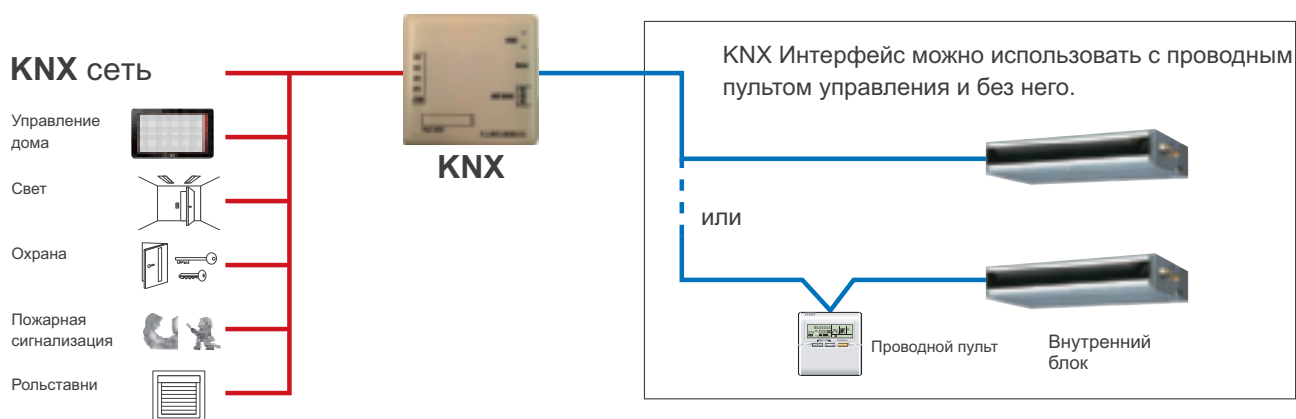 KNX сеть
Управление
дома
Свет
Охрана
Пожарная
сигнализация
Рольставни
KNX
KNX Интерфейс можно использовать с проводным
пультом управления и без него.
или
Проводной пульт
Внутренний
блок